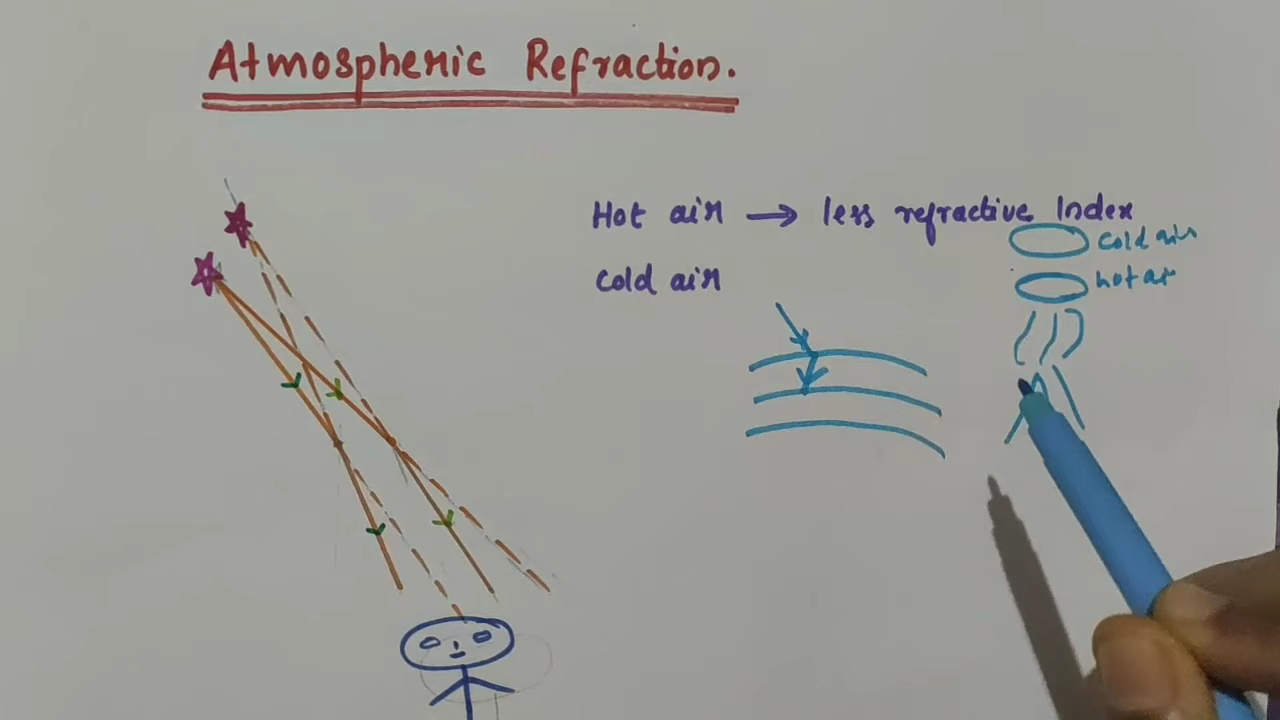 Atmospheric Refraction.
Hot air → less refractive Index
Cold air
hot air
Cold air